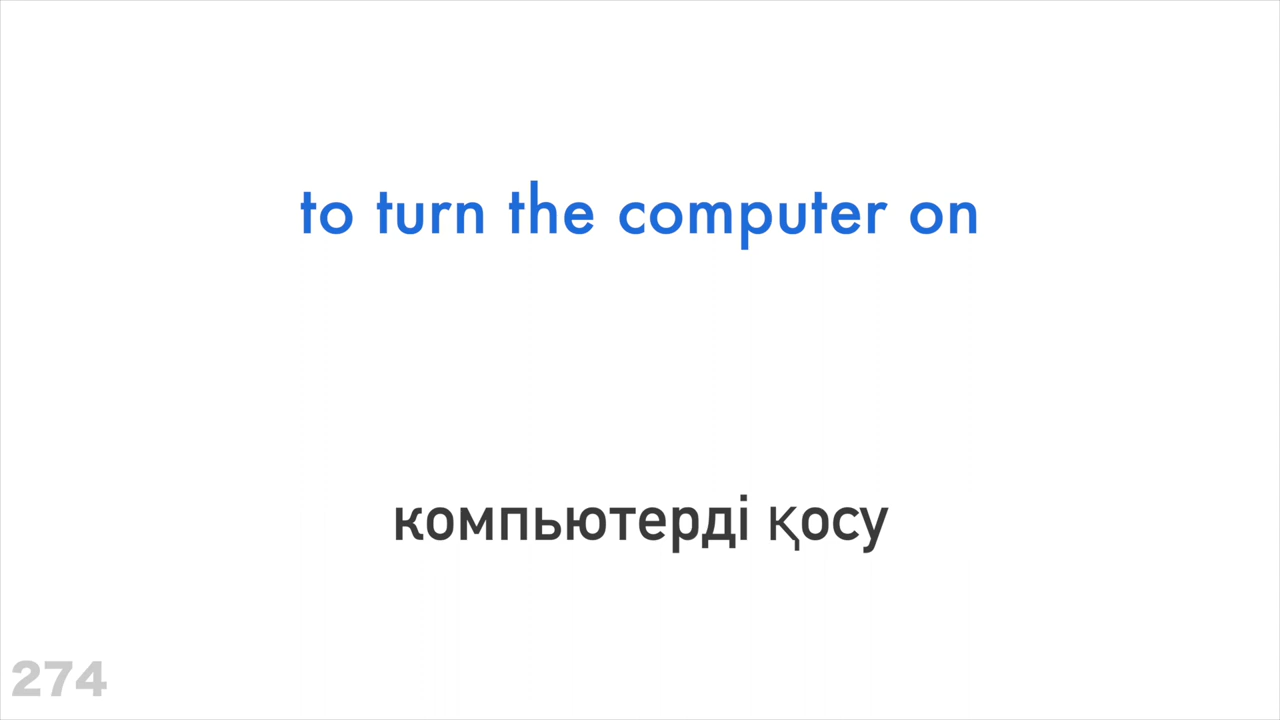 to turn the computer on
компьютерді қосу
274